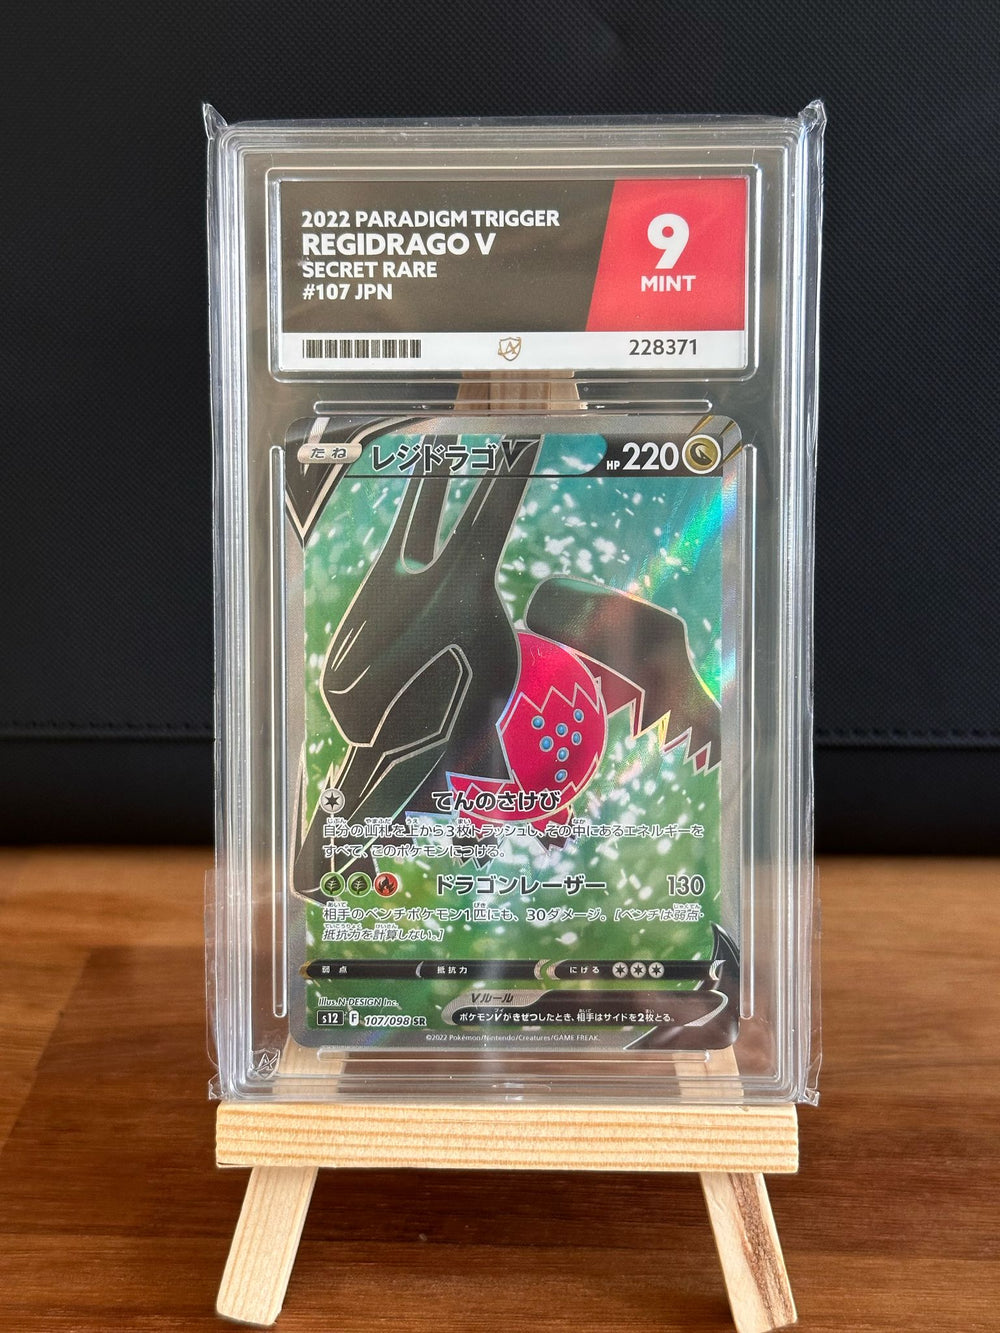 2022 PARADIGM TRIGGER
REGIDRAGO V
SECRET RARE
#107 JPN
9
MINT
228371
たね レジドラゴV HP 220
てんのさけび
自分の山札を上から3枚トラッシュし、その中にあるエネルギーを
すべて、このポケモンにつける。
ドラゴンレーザー 130
相手のベンチポケモン1匹にも、30ダメージ。[ベンチは弱点・
抵抗力を計算しない。]
弱点 抵抗力 にげる
Illus. N-DESIGN Inc.
Vルール
s12 F 107/098 SR
ポケモンVがきぜつしたとき、相手はサイドを2枚とる。
©2022 Pokémon/Nintendo/Creatures/GAME FREAK.